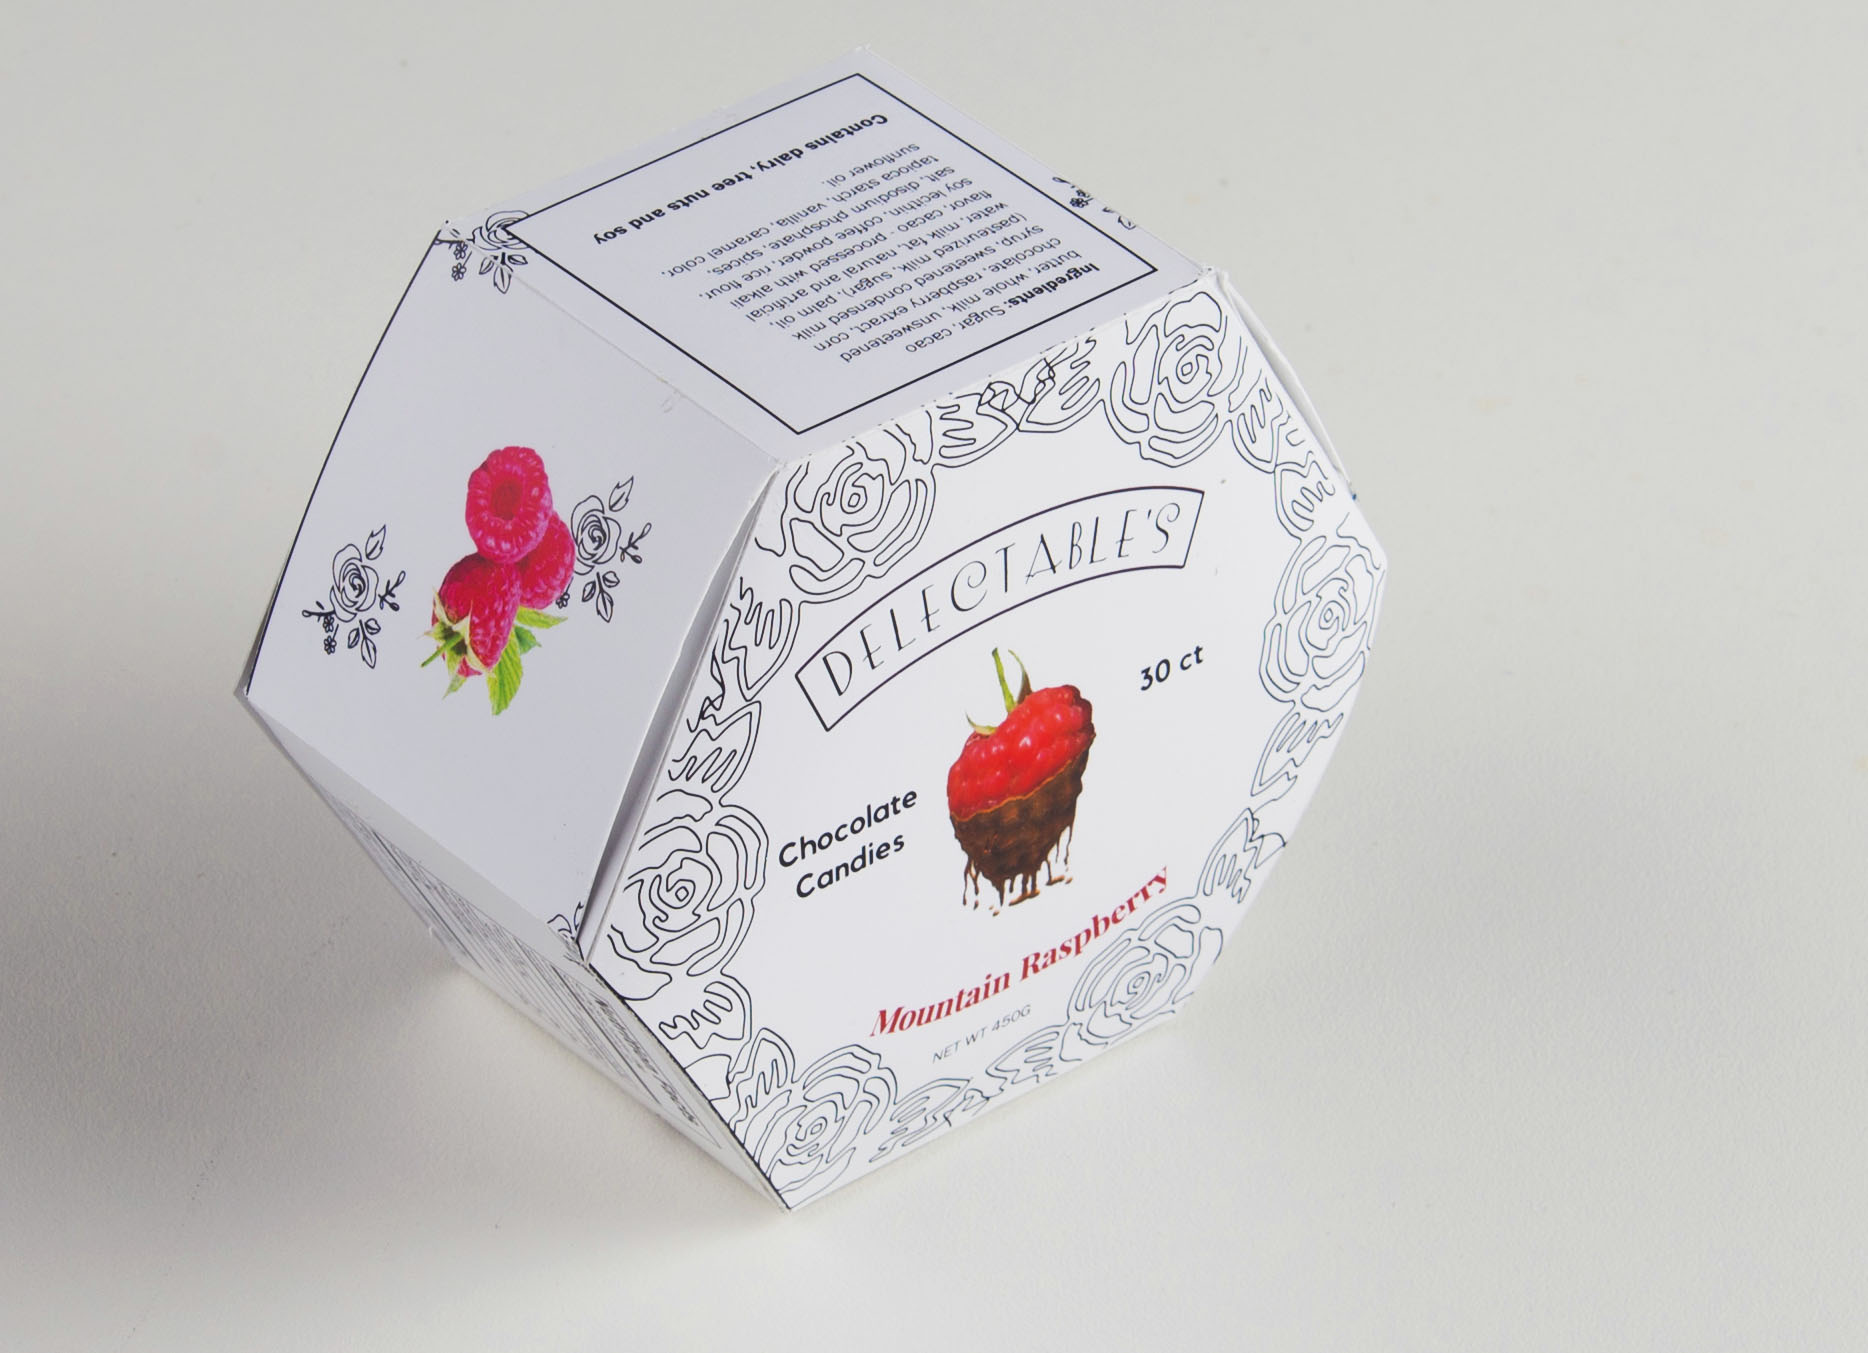 DELECTABLE'S
30 ct
Chocolate
Candies
Mountain Raspberry
NET WT 450G
Ingredients: Sugar, cacao
butter, whole milk, unsweetened
chocolate, raspberry extract, corn
syrup, sweetened condensed milk
(pasteurized milk, sugar), palm oil,
water, milk fat, natural and artificial
flavor, cacao - processed with alkali
soy lecithin, coffee powder, rice flour,
salt, disodium phosphate, spices,
tapioca starch, vanilla, caramel color,
sunflower oil.
Contains dairy, tree nuts and soy